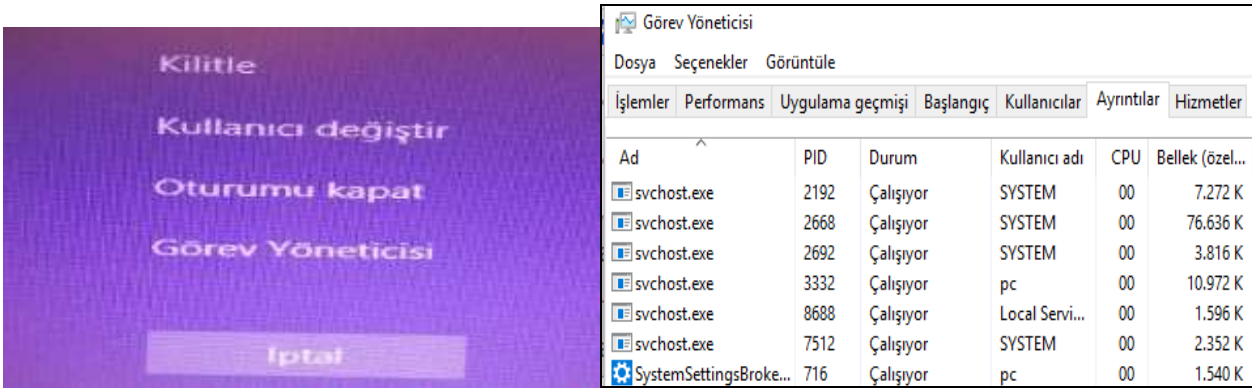 Kilitle
Kullanıcı değiştir
Oturumu kapat
Görev Yöneticisi
İptal
Görev Yöneticisi
Dosya Seçenekler Görüntüle
İşlemler Performans Uygulama geçmişi Başlangıç Kullanıcılar Ayrıntılar Hizmetler
Ad PID Durum Kullanıcı adı CPU Bellek (özel...
svchost.exe 2192 Çalışıyor SYSTEM 00 7.272 K
svchost.exe 2668 Çalışıyor SYSTEM 00 76.636 K
svchost.exe 2692 Çalışıyor SYSTEM 00 3.816 K
svchost.exe 3332 Çalışıyor pc 00 10.972 K
svchost.exe 8688 Çalışıyor Local Servi... 00 1.596 K
svchost.exe 7512 Çalışıyor SYSTEM 00 2.352 K
SystemSettingsBroke... 716 Çalışıyor pc 00 1.540 K